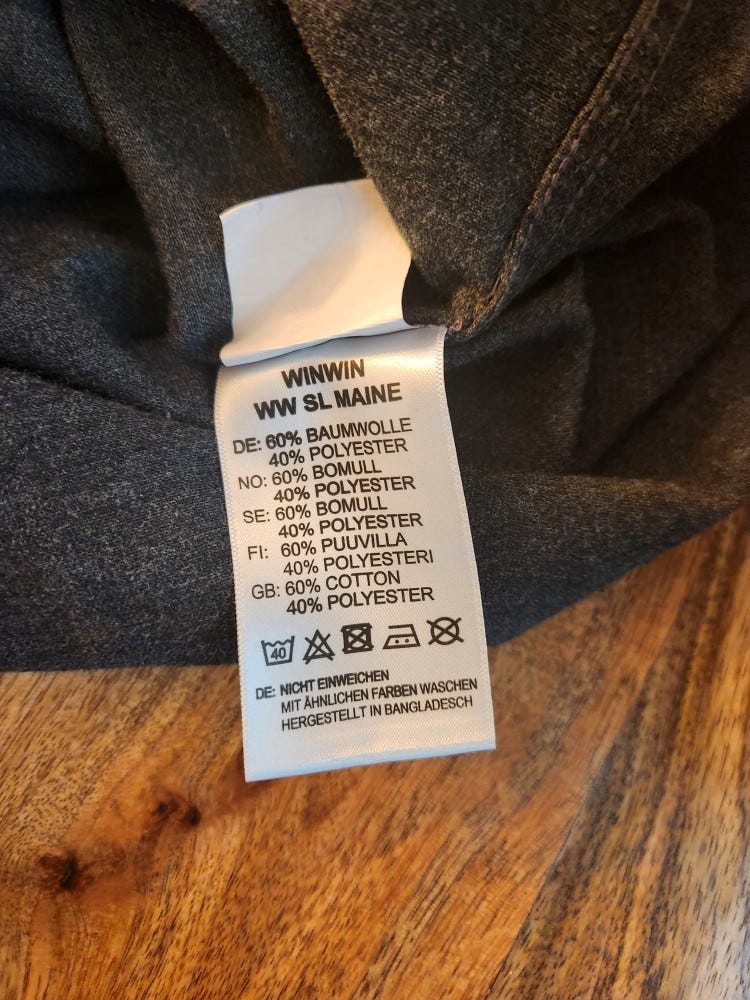 WINWIN
WW SL MAINE
DE: 60% BAUMWOLLE
40% POLYESTER
NO: 60% BOMULL
40% POLYESTER
SE: 60% BOMULL
40% POLYESTER
FI: 60% PUUVILLA
40% POLYESTERI
GB: 60% COTTON
40% POLYESTER
40
DE: NICHT EINWEICHEN
MIT ÄHNLICHEN FARBEN WASCHEN
HERGESTELLT IN BANGLADESCH